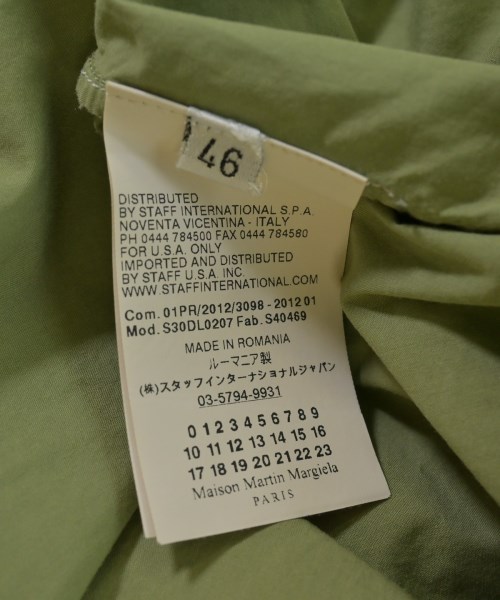 46
DISTRIBUTED
BY STAFF INTERNATIONAL S.P.A.
NOVENTA VICENTINA - ITALY
PH 0444 784500 FAX 0444 784580
FOR U.S.A. ONLY
IMPORTED AND DISTRIBUTED
BY STAFF U.S.A. INC
WWW.STAFFINTERNATIONAL.COM
Com. 01PR/2012/3098 - 2012 01
Mod. S30DL0207 Fab. S40469
MADE IN ROMANIA
ルーマニア製
(株)スタッフインターナショナルジャパン
03-5794-9931
0 1 2 3 4 5 6 7 8 9
10 11 12 13 14 15 16
17 18 19 20 21 22 23
Maison Martin Margiela
PARIS